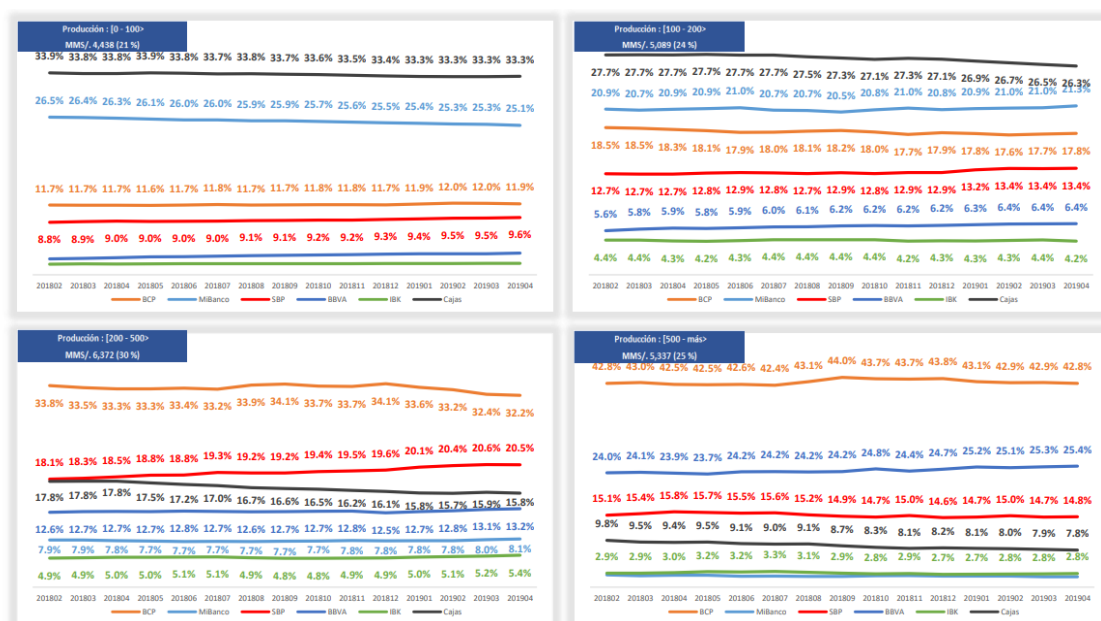 Producción : [0 - 100>
MMS/. 4,438 (21 %)
33.9% 33.8% 33.8% 33.9% 33.8% 33.7% 33.8% 33.7% 33.6% 33.5% 33.4% 33.3% 33.3% 33.3% 33.3%
26.5% 26.4% 26.3% 26.1% 26.0% 26.0% 25.9% 25.9% 25.7% 25.6% 25.5% 25.4% 25.3% 25.3% 25.1%
11.7% 11.7% 11.7% 11.6% 11.7% 11.8% 11.7% 11.7% 11.8% 11.8% 11.7% 11.9% 12.0% 12.0% 11.9%
8.8% 8.9% 9.0% 9.0% 9.0% 9.0% 9.1% 9.1% 9.2% 9.2% 9.3% 9.4% 9.5% 9.5% 9.6%
201802 201803 201804 201805 201806 201807 201808 201809 201810 201811 201812 201901 201902 201903 201904
BCP MiBanco SBP BBVA IBK Cajas
Producción : [100 - 200>
MMS/. 5,089 (24 %)
27.7% 27.7% 27.7% 27.7% 27.7% 27.7% 27.5% 27.3% 27.1% 27.3% 27.1% 26.9% 26.7% 26.5% 26.3%
20.9% 20.7% 20.9% 20.9% 21.0% 20.7% 20.7% 20.5% 20.8% 21.0% 20.8% 20.9% 21.0% 21.0% 21.3%
18.5% 18.5% 18.3% 18.1% 17.9% 18.0% 18.1% 18.2% 18.0% 17.7% 17.9% 17.8% 17.6% 17.7% 17.8%
12.7% 12.7% 12.7% 12.8% 12.9% 12.8% 12.7% 12.9% 12.8% 12.9% 12.9% 13.2% 13.4% 13.4% 13.4%
5.6% 5.8% 5.9% 5.8% 5.9% 6.0% 6.1% 6.2% 6.2% 6.2% 6.2% 6.3% 6.4% 6.4% 6.4%
4.4% 4.4% 4.3% 4.2% 4.3% 4.4% 4.4% 4.4% 4.4% 4.2% 4.3% 4.3% 4.3% 4.4% 4.2%
201802 201803 201804 201805 201806 201807 201808 201809 201810 201811 201812 201901 201902 201903 201904
BCP MiBanco SBP BBVA IBK Cajas
Producción : [200 - 500>
MMS/. 6,372 (30 %)
33.8% 33.5% 33.3% 33.3% 33.4% 33.2% 33.9% 34.1% 33.7% 33.7% 34.1% 33.6% 33.2% 32.4% 32.2%
18.1% 18.3% 18.5% 18.8% 18.8% 19.3% 19.2% 19.2% 19.4% 19.5% 19.6% 20.1% 20.4% 20.6% 20.5%
17.8% 17.8% 17.8% 17.5% 17.2% 17.0% 16.7% 16.6% 16.5% 16.2% 16.1% 15.8% 15.7% 15.9% 15.8%
12.6% 12.7% 12.7% 12.7% 12.8% 12.7% 12.6% 12.7% 12.7% 12.8% 12.5% 12.7% 12.8% 13.1% 13.2%
7.9% 7.9% 7.8% 7.7% 7.7% 7.7% 7.7% 7.7% 7.7% 7.8% 7.8% 7.8% 7.8% 8.0% 8.1%
4.9% 4.9% 5.0% 5.0% 5.1% 5.1% 4.9% 4.8% 4.8% 4.9% 4.9% 5.0% 5.1% 5.2% 5.4%
201802 201803 201804 201805 201806 201807 201808 201809 201810 201811 201812 201901 201902 201903 201904
BCP MiBanco SBP BBVA IBK Cajas
Producción : [500 - más>
MMS/. 5,337 (25 %)
42.8% 43.0% 42.5% 42.5% 42.6% 42.4% 43.1% 44.0% 43.7% 43.7% 43.8% 43.1% 42.9% 42.9% 42.8%
24.0% 24.1% 23.9% 23.7% 24.2% 24.2% 24.2% 24.2% 24.8% 24.4% 24.7% 25.2% 25.1% 25.3% 25.4%
15.1% 15.4% 15.8% 15.7% 15.5% 15.6% 15.2% 14.9% 14.7% 15.0% 14.6% 14.7% 15.0% 14.7% 14.8%
9.8% 9.5% 9.4% 9.5% 9.1% 9.0% 9.1% 8.7% 8.3% 8.1% 8.2% 8.1% 8.0% 7.9% 7.8%
2.9% 2.9% 3.0% 3.2% 3.2% 3.3% 3.1% 2.9% 2.8% 2.9% 2.7% 2.7% 2.8% 2.8% 2.8%
201802 201803 201804 201805 201806 201807 201808 201809 201810 201811 201812 201901 201902 201903 201904
BCP MiBanco SBP BBVA IBK Cajas